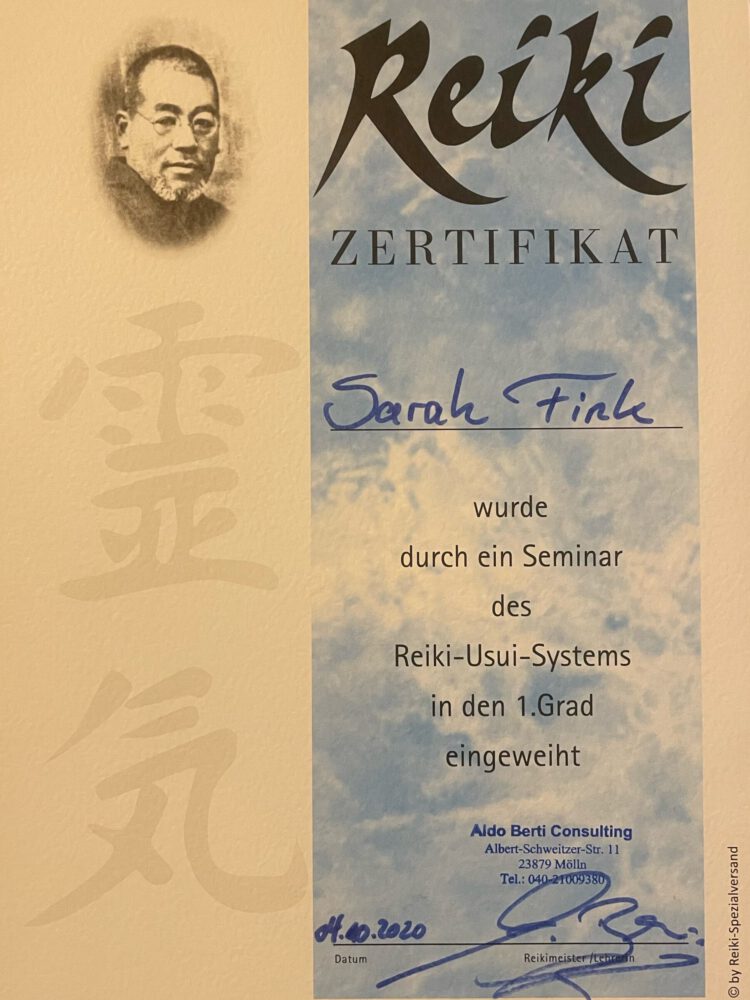 Reiki
ZERTIFIKAT
霊
気
Sarah Fink
wurde
durch ein Seminar
des
Reiki-Usui-Systems
in den 1.Grad
eingeweiht
Aldo Berti Consulting
Albert-Schweitzer-Str. 11
23879 Mölln
Tel.: 040-21009380
04.10.2020
Datum
Reikimeister /Lehrerin
© by Reiki-Spezialversand